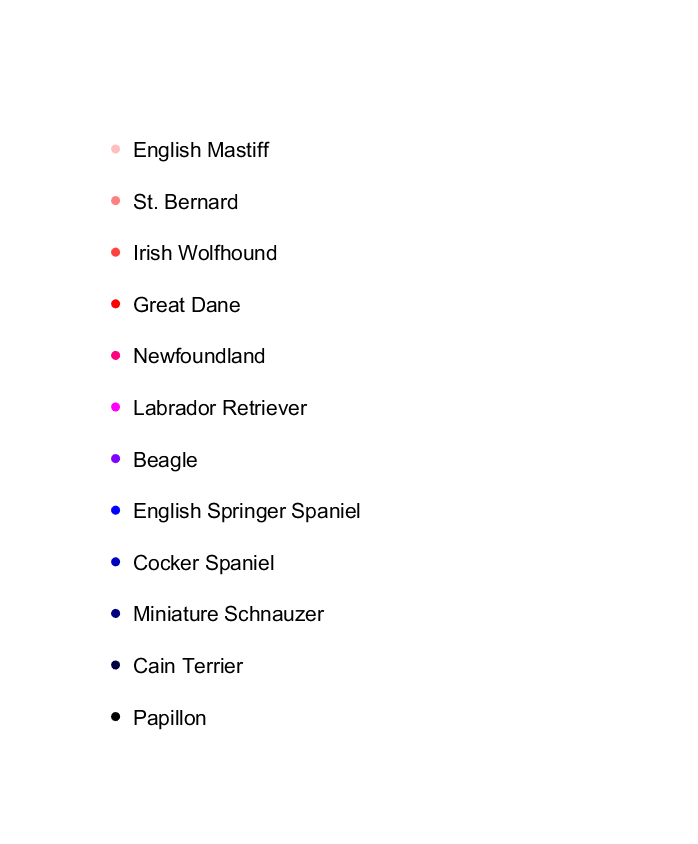 English Mastiff
St. Bernard
Irish Wolfhound
Great Dane
Newfoundland
Labrador Retriever
Beagle
English Springer Spaniel
Cocker Spaniel
Miniature Schnauzer
Cain Terrier
Papillon